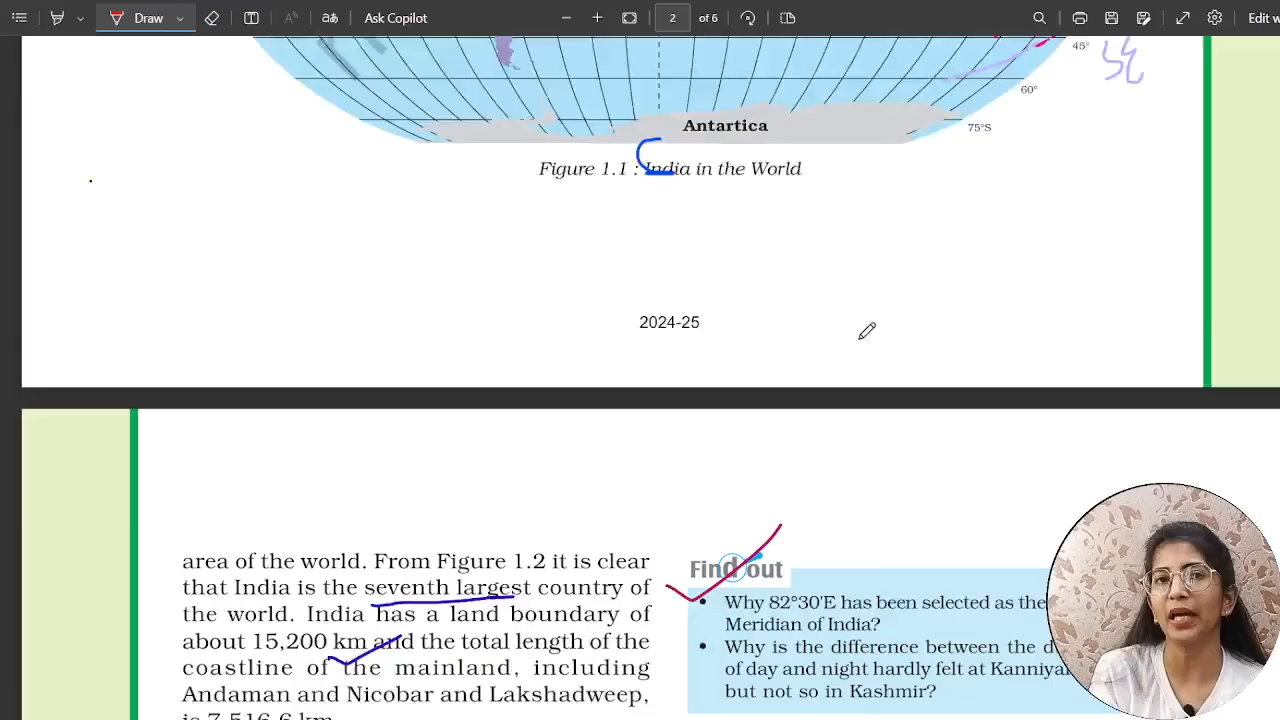 Draw
Ask Copilot
2
of 6
Edit w
45°
60°
75°S
Antartica
Figure 1.1 : India in the World
2024-25
area of the world. From Figure 1.2 it is clear
that India is the seventh largest country of
the world. India has a land boundary of
about 15,200 km and the total length of the
coastline of the mainland, including
Andaman and Nicobar and Lakshadweep,
is 7,516.6 km.
Find out
• Why 82°30'E has been selected as the
Meridian of India?
• Why is the difference between the d
of day and night hardly felt at Kanniya
but not so in Kashmir?